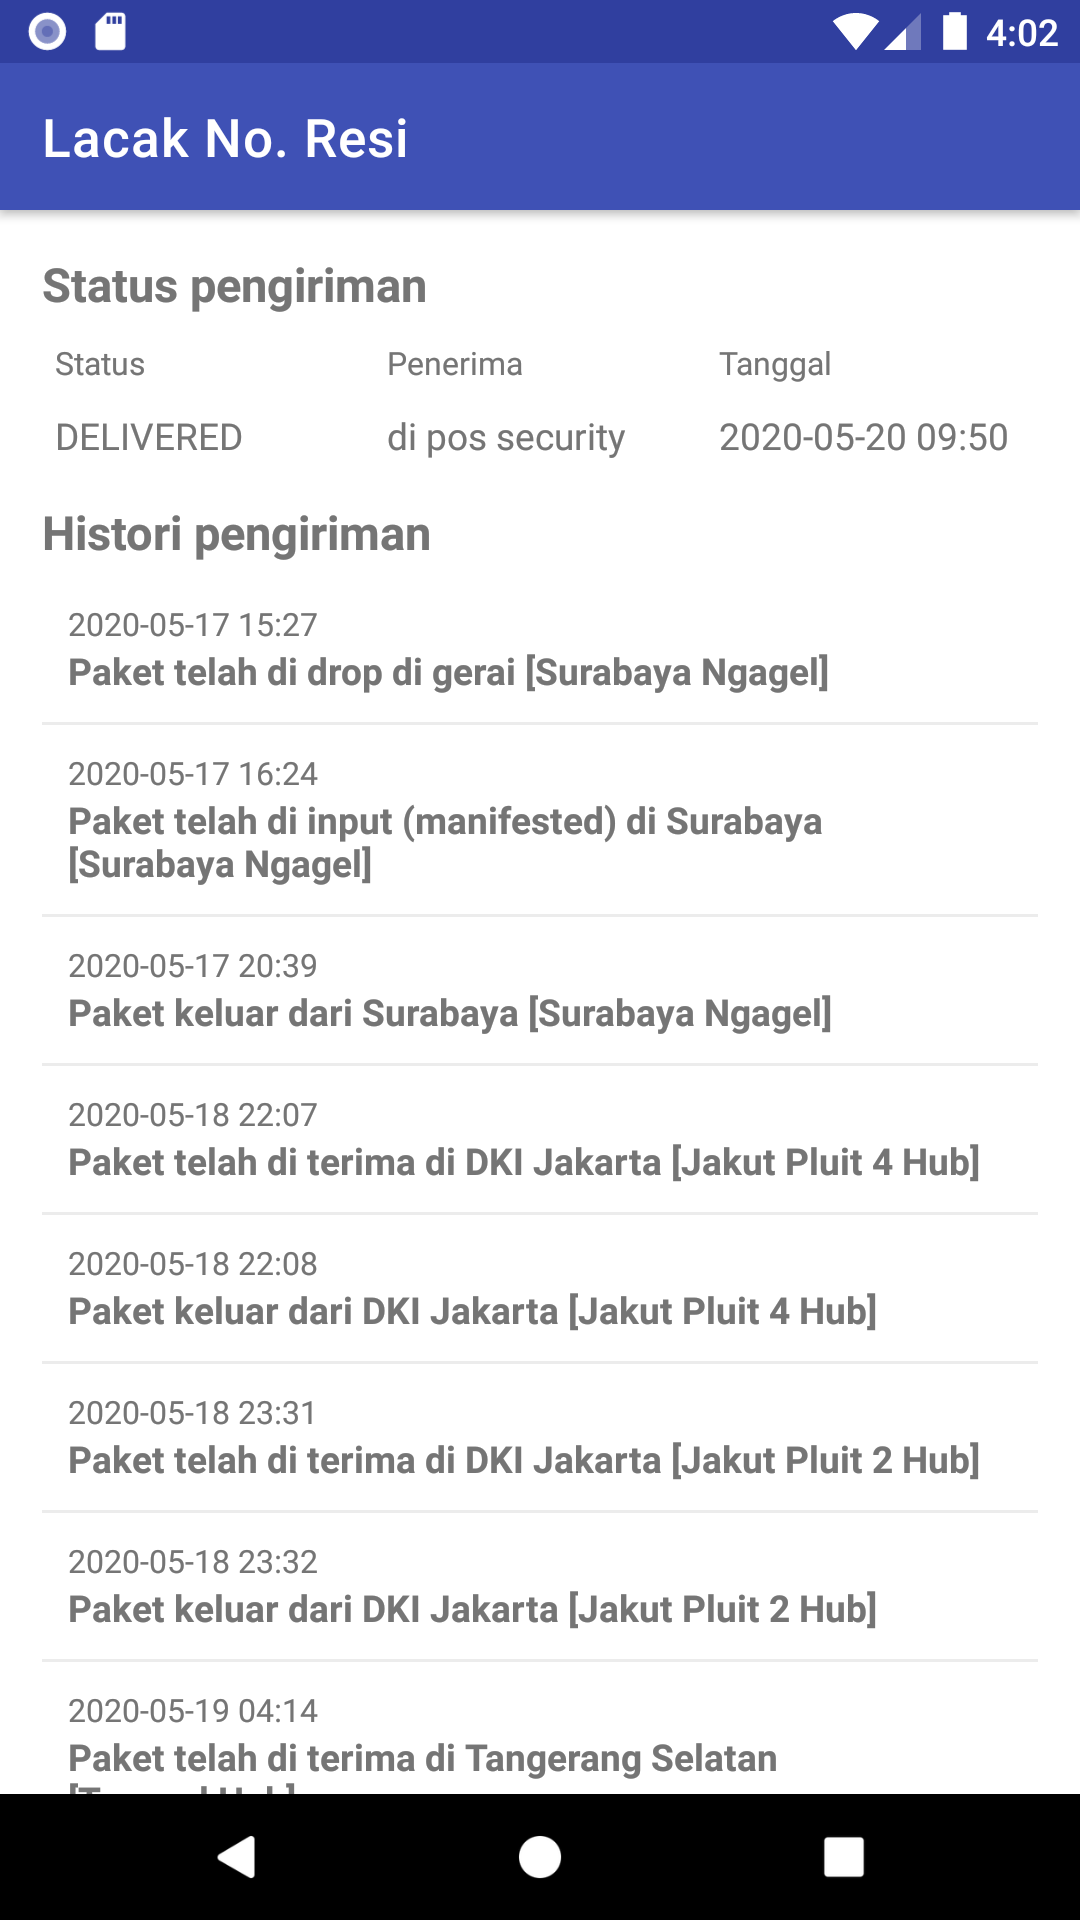 4:02
Lacak No. Resi
Status pengiriman
Status Penerima Tanggal
DELIVERED di pos security 2020-05-20 09:50
Histori pengiriman
2020-05-17 15:27
Paket telah di drop di gerai [Surabaya Ngagel]
2020-05-17 16:24
Paket telah di input (manifested) di Surabaya
[Surabaya Ngagel]
2020-05-17 20:39
Paket keluar dari Surabaya [Surabaya Ngagel]
2020-05-18 22:07
Paket telah di terima di DKI Jakarta [Jakut Pluit 4 Hub]
2020-05-18 22:08
Paket keluar dari DKI Jakarta [Jakut Pluit 4 Hub]
2020-05-18 23:31
Paket telah di terima di DKI Jakarta [Jakut Pluit 2 Hub]
2020-05-18 23:32
Paket keluar dari DKI Jakarta [Jakut Pluit 2 Hub]
2020-05-19 04:14
Paket telah di terima di Tangerang Selatan